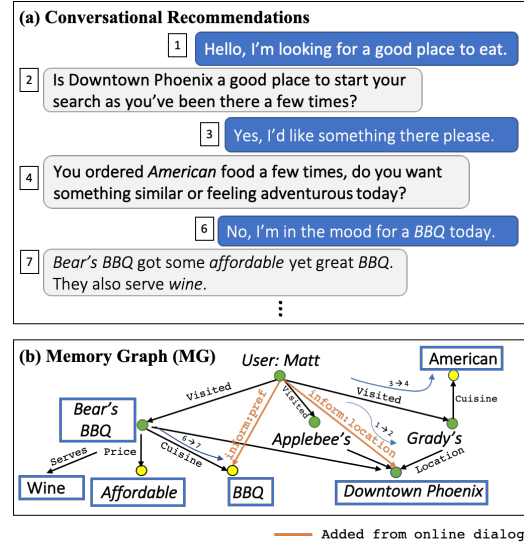 (a) Conversational Recommendations
1
Hello, I'm looking for a good place to eat.
2
Is Downtown Phoenix a good place to start your
search as you've been there a few times?
3
Yes, I'd like something there please.
4
You ordered American food a few times, do you want
something similar or feeling adventurous today?
6
No, I'm in the mood for a BBQ today.
7
Bear's BBQ got some affordable yet great BBQ.
They also serve wine.
(b) Memory Graph (MG)
User: Matt
American
3→4
Visited
Visited
Visited
inform:pref
inform:location
1→2
Cuisine
Bear's
BBQ
Applebee's
Grady's
6→7
Serves
Price
Cuisine
Location
Wine
Affordable
BBQ
Downtown Phoenix
Added from online dialog